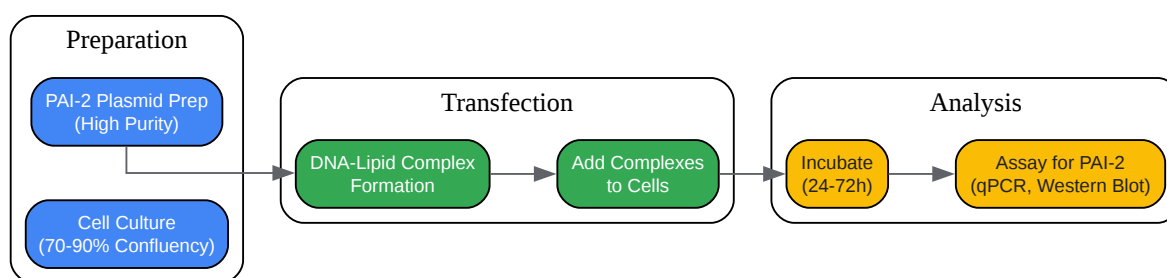 Preparation
PAI-2 Plasmid Prep
(High Purity)
Cell Culture
(70-90% Confluency)
Transfection
DNA-Lipid Complex
Formation
Add Complexes
to Cells
Analysis
Incubate
(24-72h)
Assay for PAI-2
(qPCR, Western Blot)